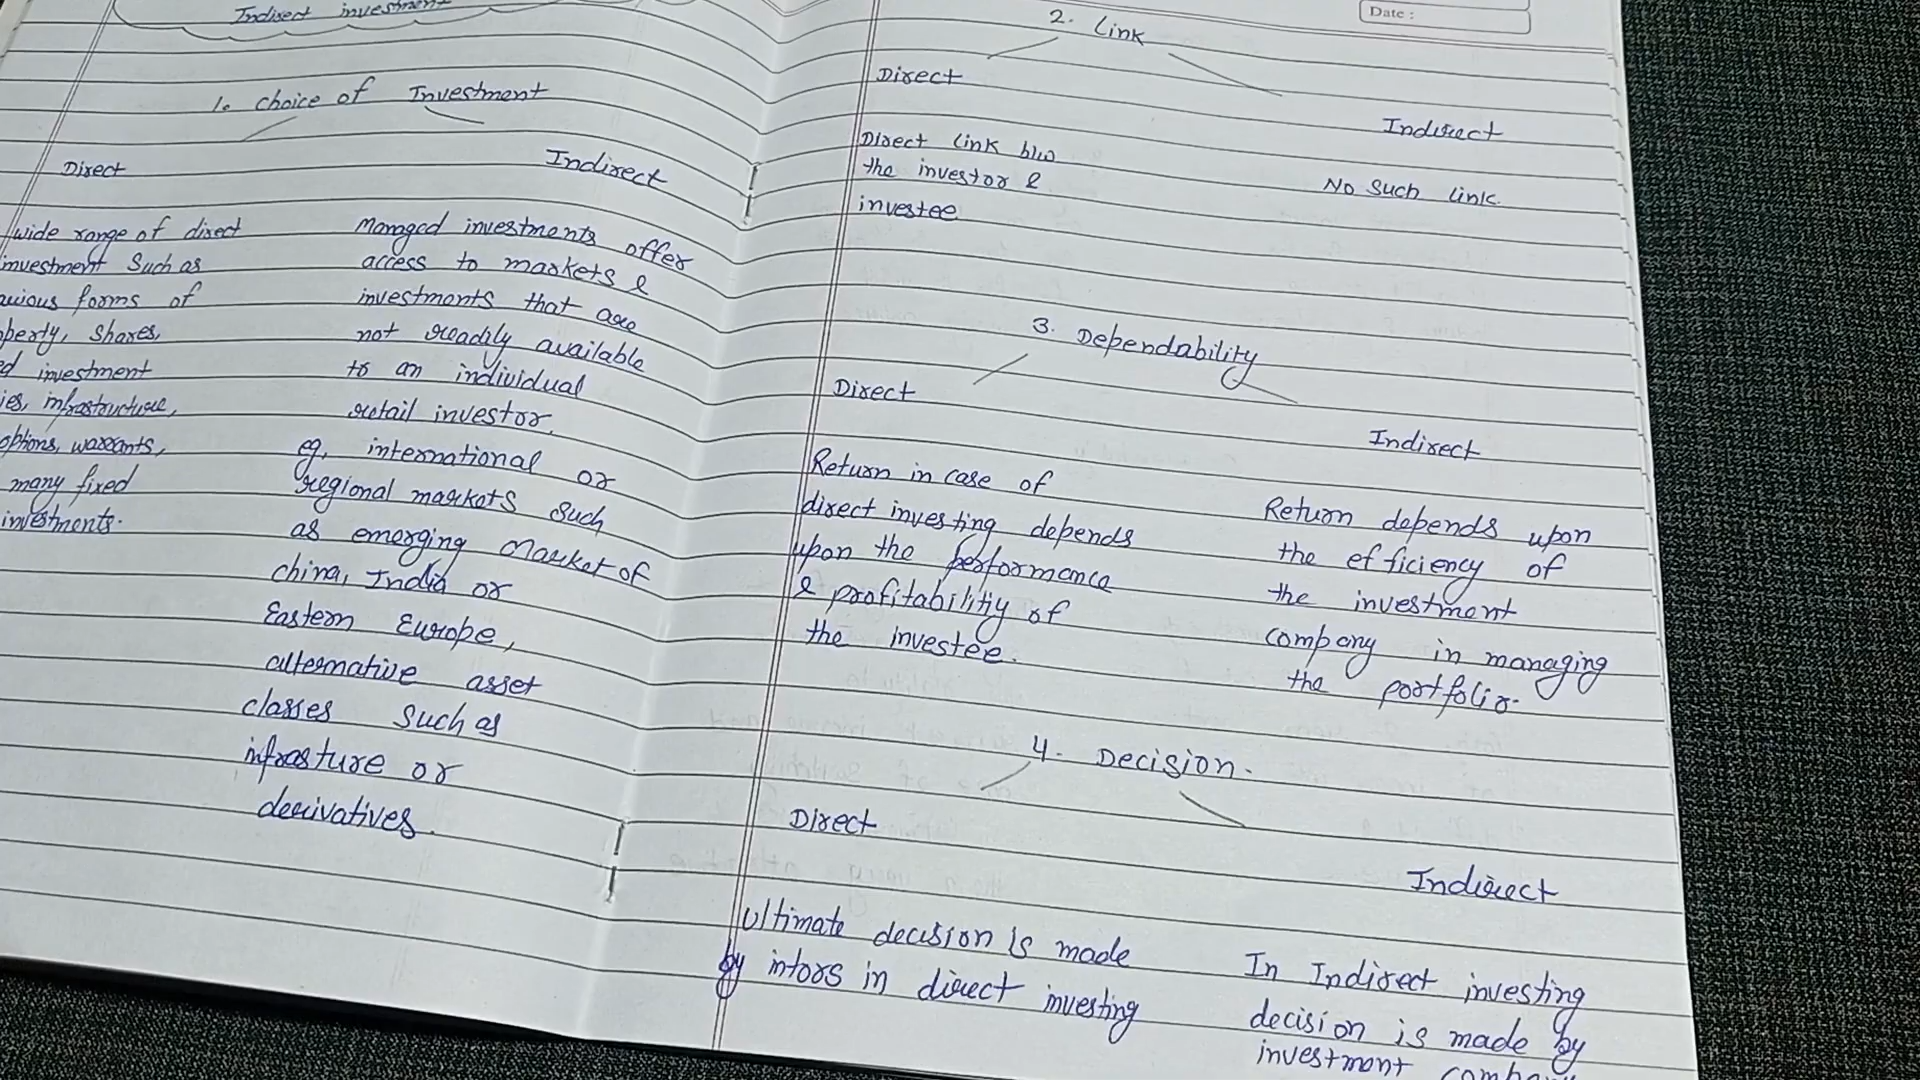 Indirect investment
1. choice of Investment
Direct
Indirect
wide range of direct
investment Such as
forms of
shares,
investment
infrastructure,
options, warrants,
many fixed
investments.
Managed investments offer
access to markets &
investments that are
not readily available
to an individual
retail investor.
eg, international or
regional markets such
as emerging market of
china, India or
Eastern Europe,
alternative asset
classes such as
infrasture or
derivatives.
Date :
2. Link
Direct
Indirect
Direct link b/w
the investor &
investee
No such link.
3. Dependability
Direct
Indirect
Return in case of
direct investing depends
upon the performance
& profitabilitiy of
the investee.
Return depends upon
the efficiency of
the investment
company in managing
the portfolio.
4. Decision.
Direct
Indirect
Ultimate decision is made
by intors in direct investing
In Indirect investing
decision is made by
investment